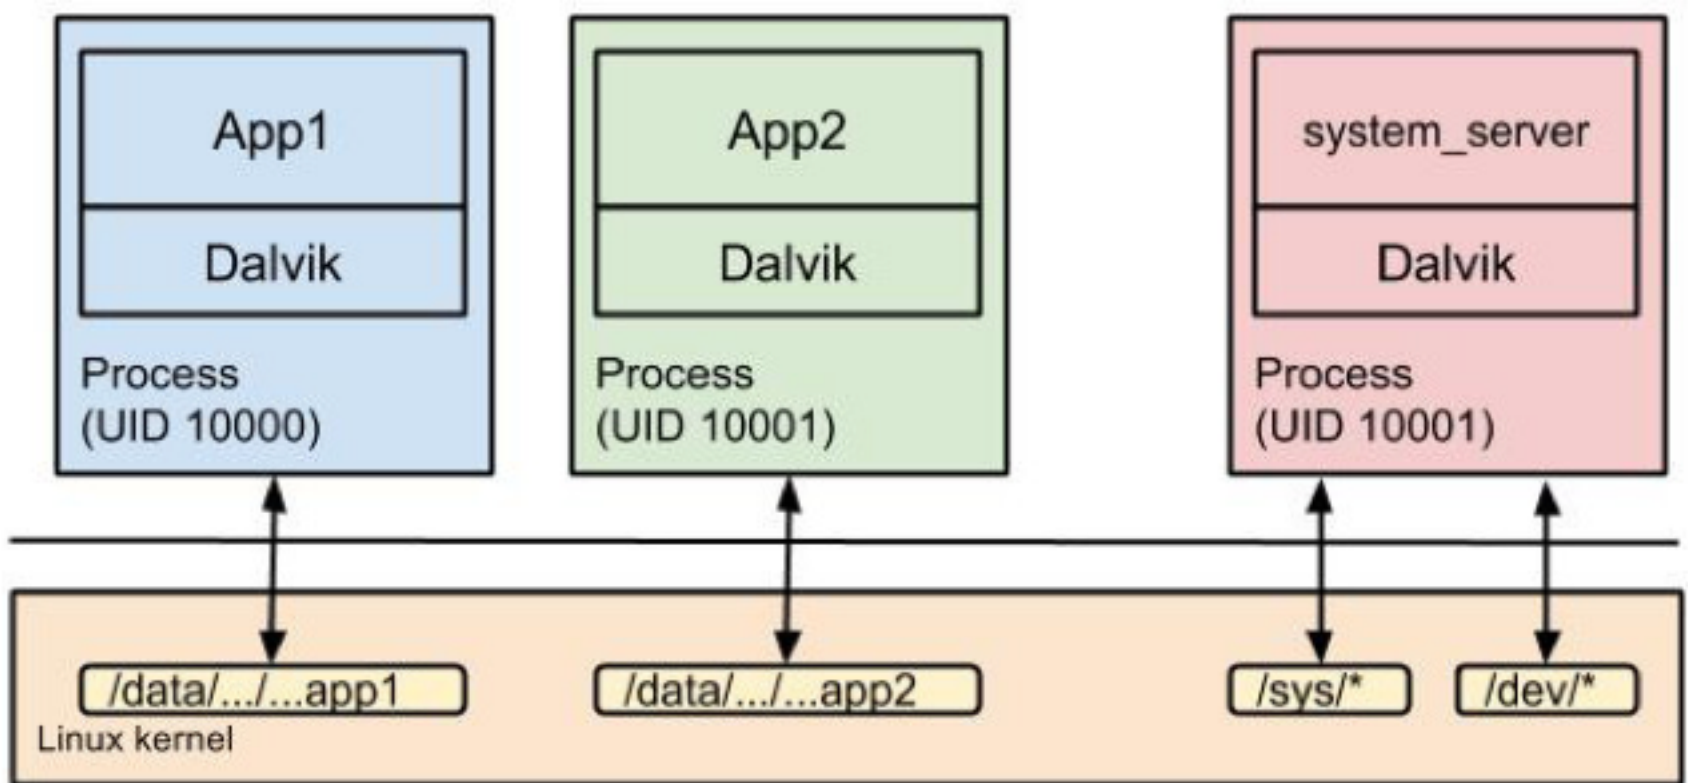 App1
Dalvik
Process
(UID 10000)
App2
Dalvik
Process
(UID 10001)
system_server
Dalvik
Process
(UID 10001)
/data/.../...app1
/data/.../...app2
/sys/*
/dev/*
Linux kernel